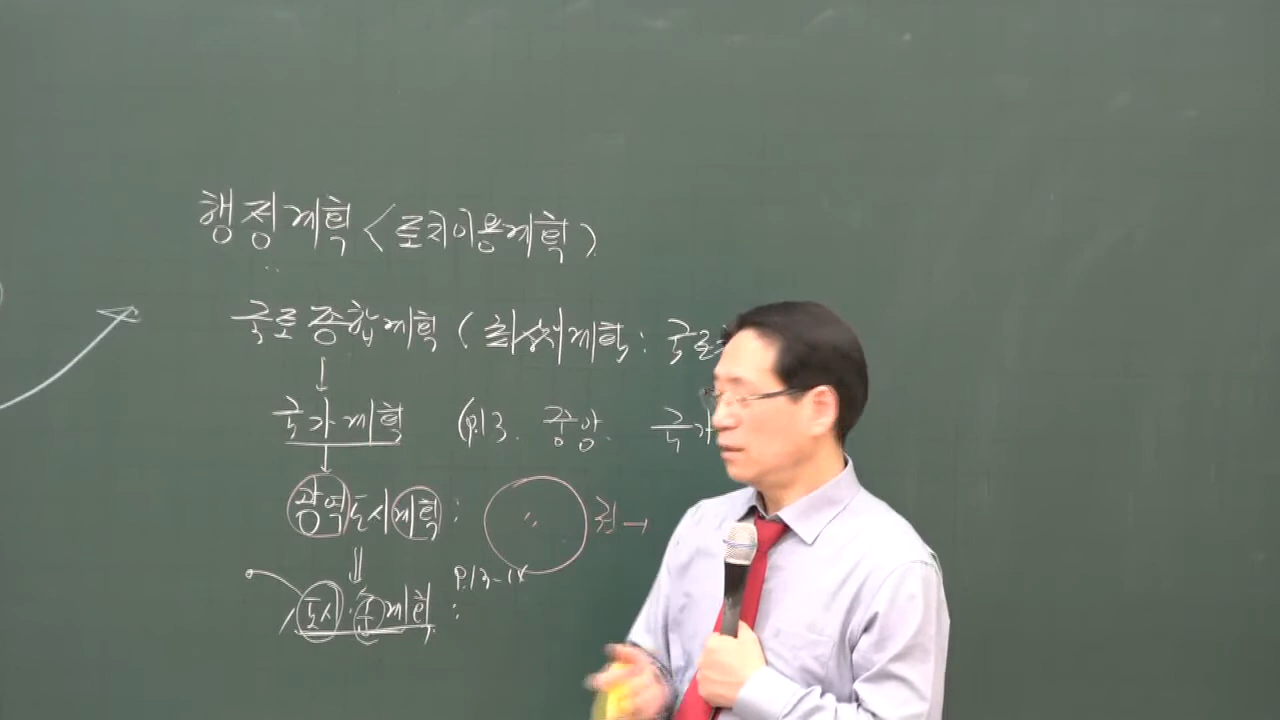 행정계획 <토지이용계획>
국토종합계획 (최상위계획: 국토
국가계획 (P.13. 중앙. 국가
광역도시계획: 권→
도시·군계획: P.13-14